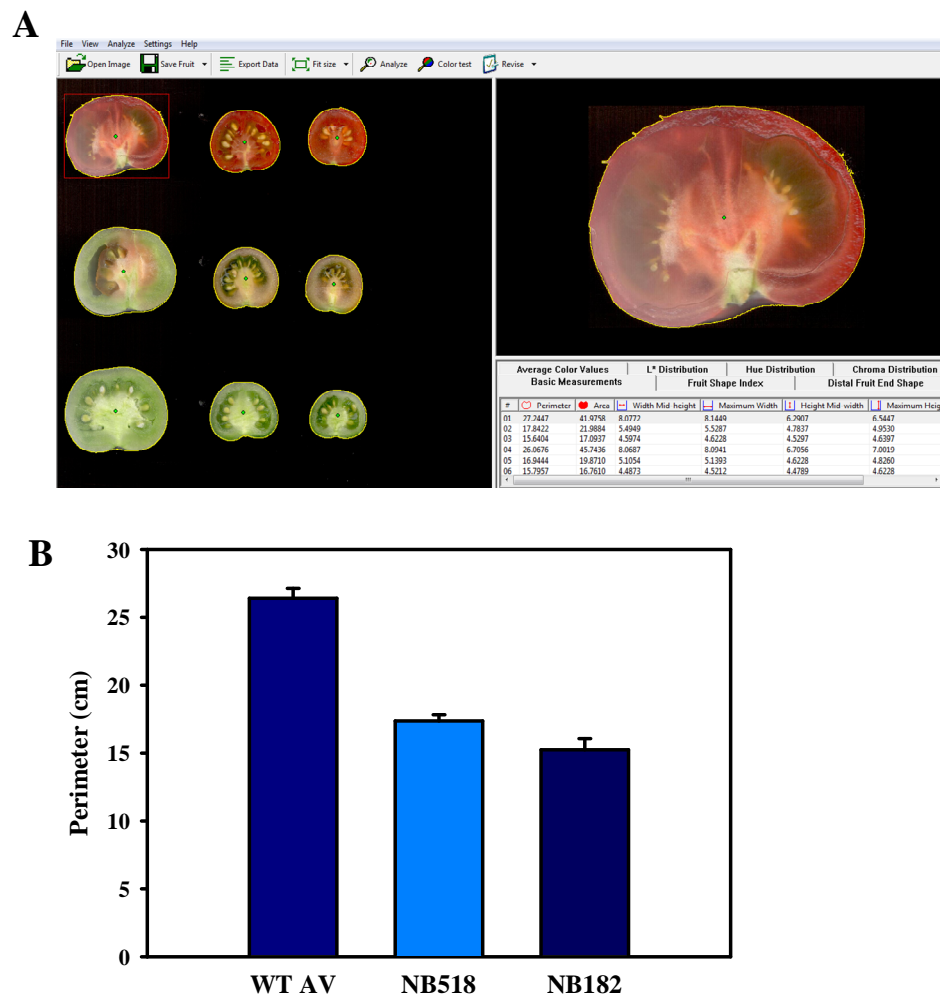 A
File View Analyze Settings Help
Open Image Save Fruit Export Data Fit size Analyze Color test Revise
Average Color Values L* Distribution Hue Distribution Chroma Distribution
Basic Measurements Fruit Shape Index Distal Fruit End Shape
# Perimeter Area Width Mid height Maximum Width Height Mid width Maximum Heig
01 27.2447 41.9758 8.0772 8.1449 6.2907 6.5447
02 17.8422 21.9884 5.4949 5.5287 4.7837 4.9530
03 15.6404 17.0937 4.5974 4.6228 4.5297 4.6397
04 26.0676 45.7436 8.0687 8.0941 6.7056 7.0019
05 16.9444 19.8710 5.1054 5.1393 4.6228 4.8260
06 15.7957 16.7610 4.4873 4.5212 4.4789 4.6228
B
30
25
20
15
10
5
0
Perimeter (cm)
WT AV NB518 NB182